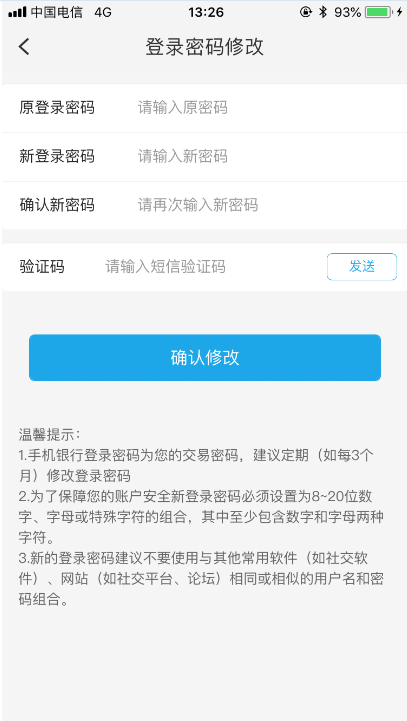 中国电信 4G 13:26 93%
登录密码修改
原登录密码 请输入原密码
新登录密码 请输入新密码
确认新密码 请再次输入新密码
验证码 请输入短信验证码 发送
确认修改
温馨提示：
1.手机银行登录密码为您的交易密码，建议定期（如每3个
月）修改登录密码
2.为了保障您的账户安全新登录密码必须设置为8~20位数
字、字母或特殊字符的组合，其中至少包含数字和字母两种
字符。
3.新的登录密码建议不要使用与其他常用软件（如社交软
件）、网站（如社交平台、论坛）相同或相似的用户名和密
码组合。